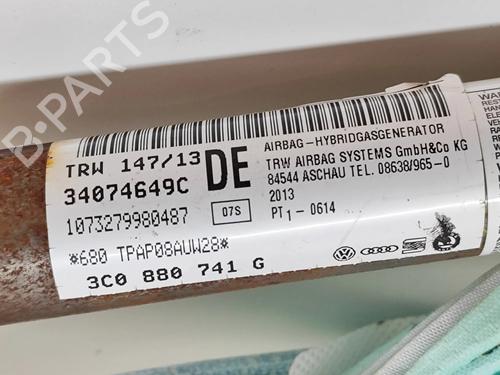 B-PARTS
TRW 147/13
34074649C
DE
1073279980487
07S
*680 TPAP08AUW28*
3C0 880 741 G
AIRBAG-HYBRIDGASGENERATOR
TRW AIRBAG SYSTEMS GmbH&Co KG
84544 ASCHAU TEL. 08638/965-0
2013
PT1-0614